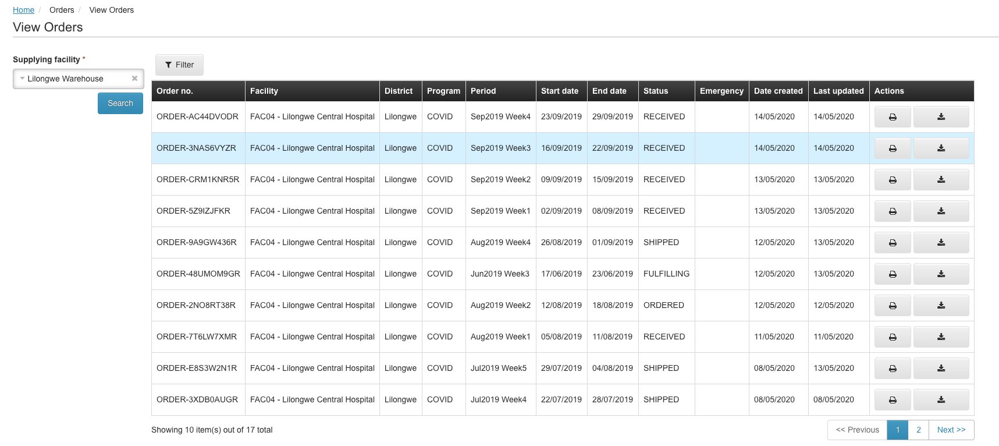 Home / Orders / View Orders
View Orders
Supplying facility *
Lilongwe Warehouse
Search
Filter
Order no. Facility District Program Period Start date End date Status Emergency Date created Last updated Actions
ORDER-AC44DVODR FAC04 - Lilongwe Central Hospital Lilongwe COVID Sep2019 Week4 23/09/2019 29/09/2019 RECEIVED 14/05/2020 14/05/2020
ORDER-3NAS6VYZR FAC04 - Lilongwe Central Hospital Lilongwe COVID Sep2019 Week3 16/09/2019 22/09/2019 RECEIVED 14/05/2020 14/05/2020
ORDER-CRM1KNR5R FAC04 - Lilongwe Central Hospital Lilongwe COVID Sep2019 Week2 09/09/2019 15/09/2019 RECEIVED 13/05/2020 13/05/2020
ORDER-5Z9IZJFKR FAC04 - Lilongwe Central Hospital Lilongwe COVID Sep2019 Week1 02/09/2019 08/09/2019 RECEIVED 13/05/2020 13/05/2020
ORDER-9A9GW436R FAC04 - Lilongwe Central Hospital Lilongwe COVID Aug2019 Week4 26/08/2019 01/09/2019 SHIPPED 12/05/2020 13/05/2020
ORDER-48UMOM9GR FAC04 - Lilongwe Central Hospital Lilongwe COVID Jun2019 Week3 17/06/2019 23/06/2019 FULFILLING 12/05/2020 13/05/2020
ORDER-2NO8RT38R FAC04 - Lilongwe Central Hospital Lilongwe COVID Aug2019 Week2 12/08/2019 18/08/2019 ORDERED 12/05/2020 12/05/2020
ORDER-7T6LW7XMR FAC04 - Lilongwe Central Hospital Lilongwe COVID Aug2019 Week1 05/08/2019 11/08/2019 RECEIVED 11/05/2020 11/05/2020
ORDER-E8S3W2N1R FAC04 - Lilongwe Central Hospital Lilongwe COVID Jul2019 Week5 29/07/2019 04/08/2019 SHIPPED 08/05/2020 13/05/2020
ORDER-3XDB0AUGR FAC04 - Lilongwe Central Hospital Lilongwe COVID Jul2019 Week4 22/07/2019 28/07/2019 SHIPPED 08/05/2020 08/05/2020
Showing 10 item(s) out of 17 total
<< Previous 1 2 Next >>